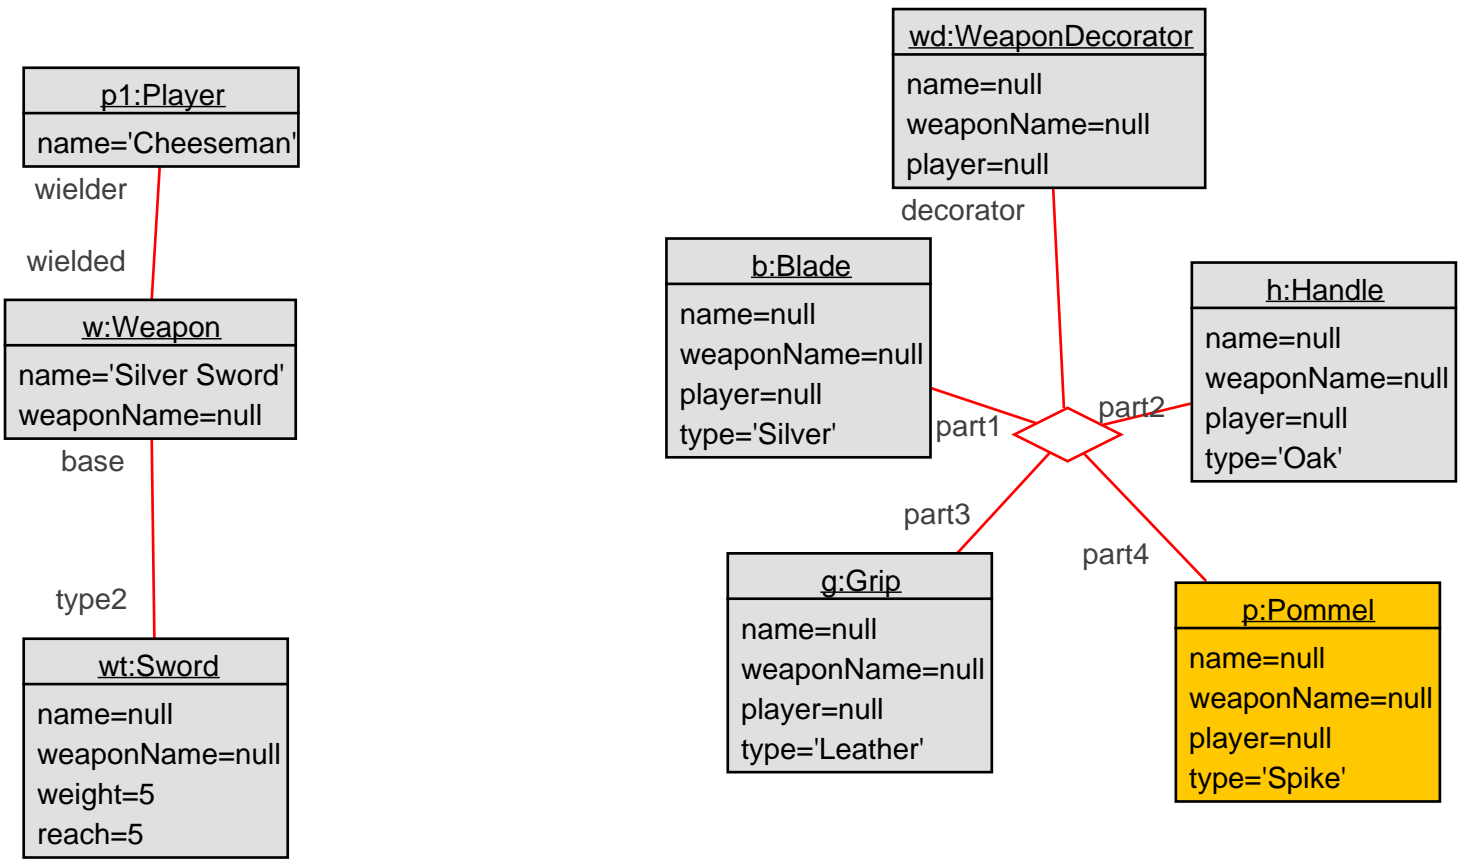 p1:Player
name='Cheeseman'
wielder
wielded
w:Weapon
name='Silver Sword'
weaponName=null
base
type2
wt:Sword
name=null
weaponName=null
weight=5
reach=5
wd:WeaponDecorator
name=null
weaponName=null
player=null
decorator
b:Blade
name=null
weaponName=null
player=null
type='Silver'
part1
h:Handle
name=null
weaponName=null
player=null
type='Oak'
part2
part3
g:Grip
name=null
weaponName=null
player=null
type='Leather'
part4
p:Pommel
name=null
weaponName=null
player=null
type='Spike'